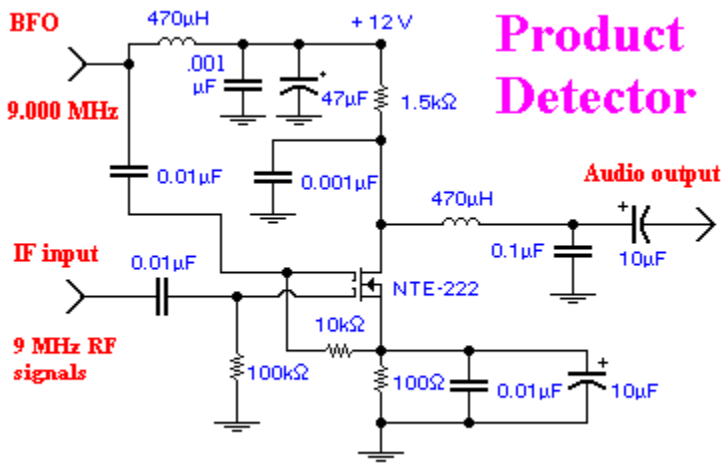 BFO
470µH
+12V
Product
Detector
.001
µF
47µF
1.5kΩ
9.000 MHz
0.01µF
0.001µF
Audio output
470µH
+
0.1µF
10µF
IF input
0.01µF
NTE-222
9 MHz RF
signals
10kΩ
100kΩ
100Ω
0.01µF
+
10µF